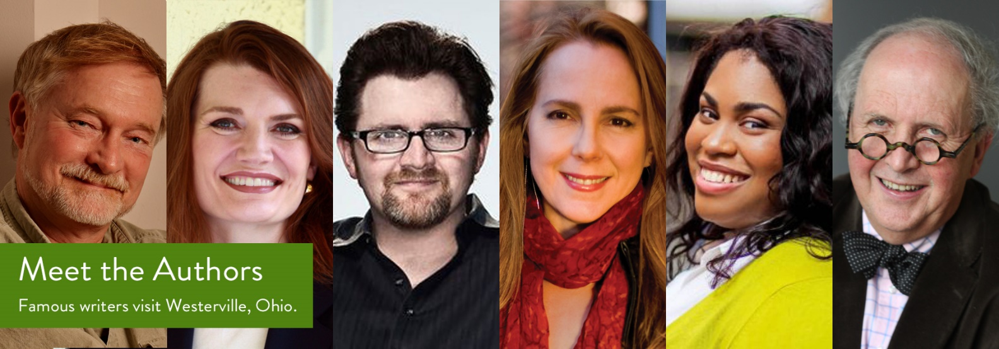 Meet the Authors
Famous writers visit Westerville, Ohio.